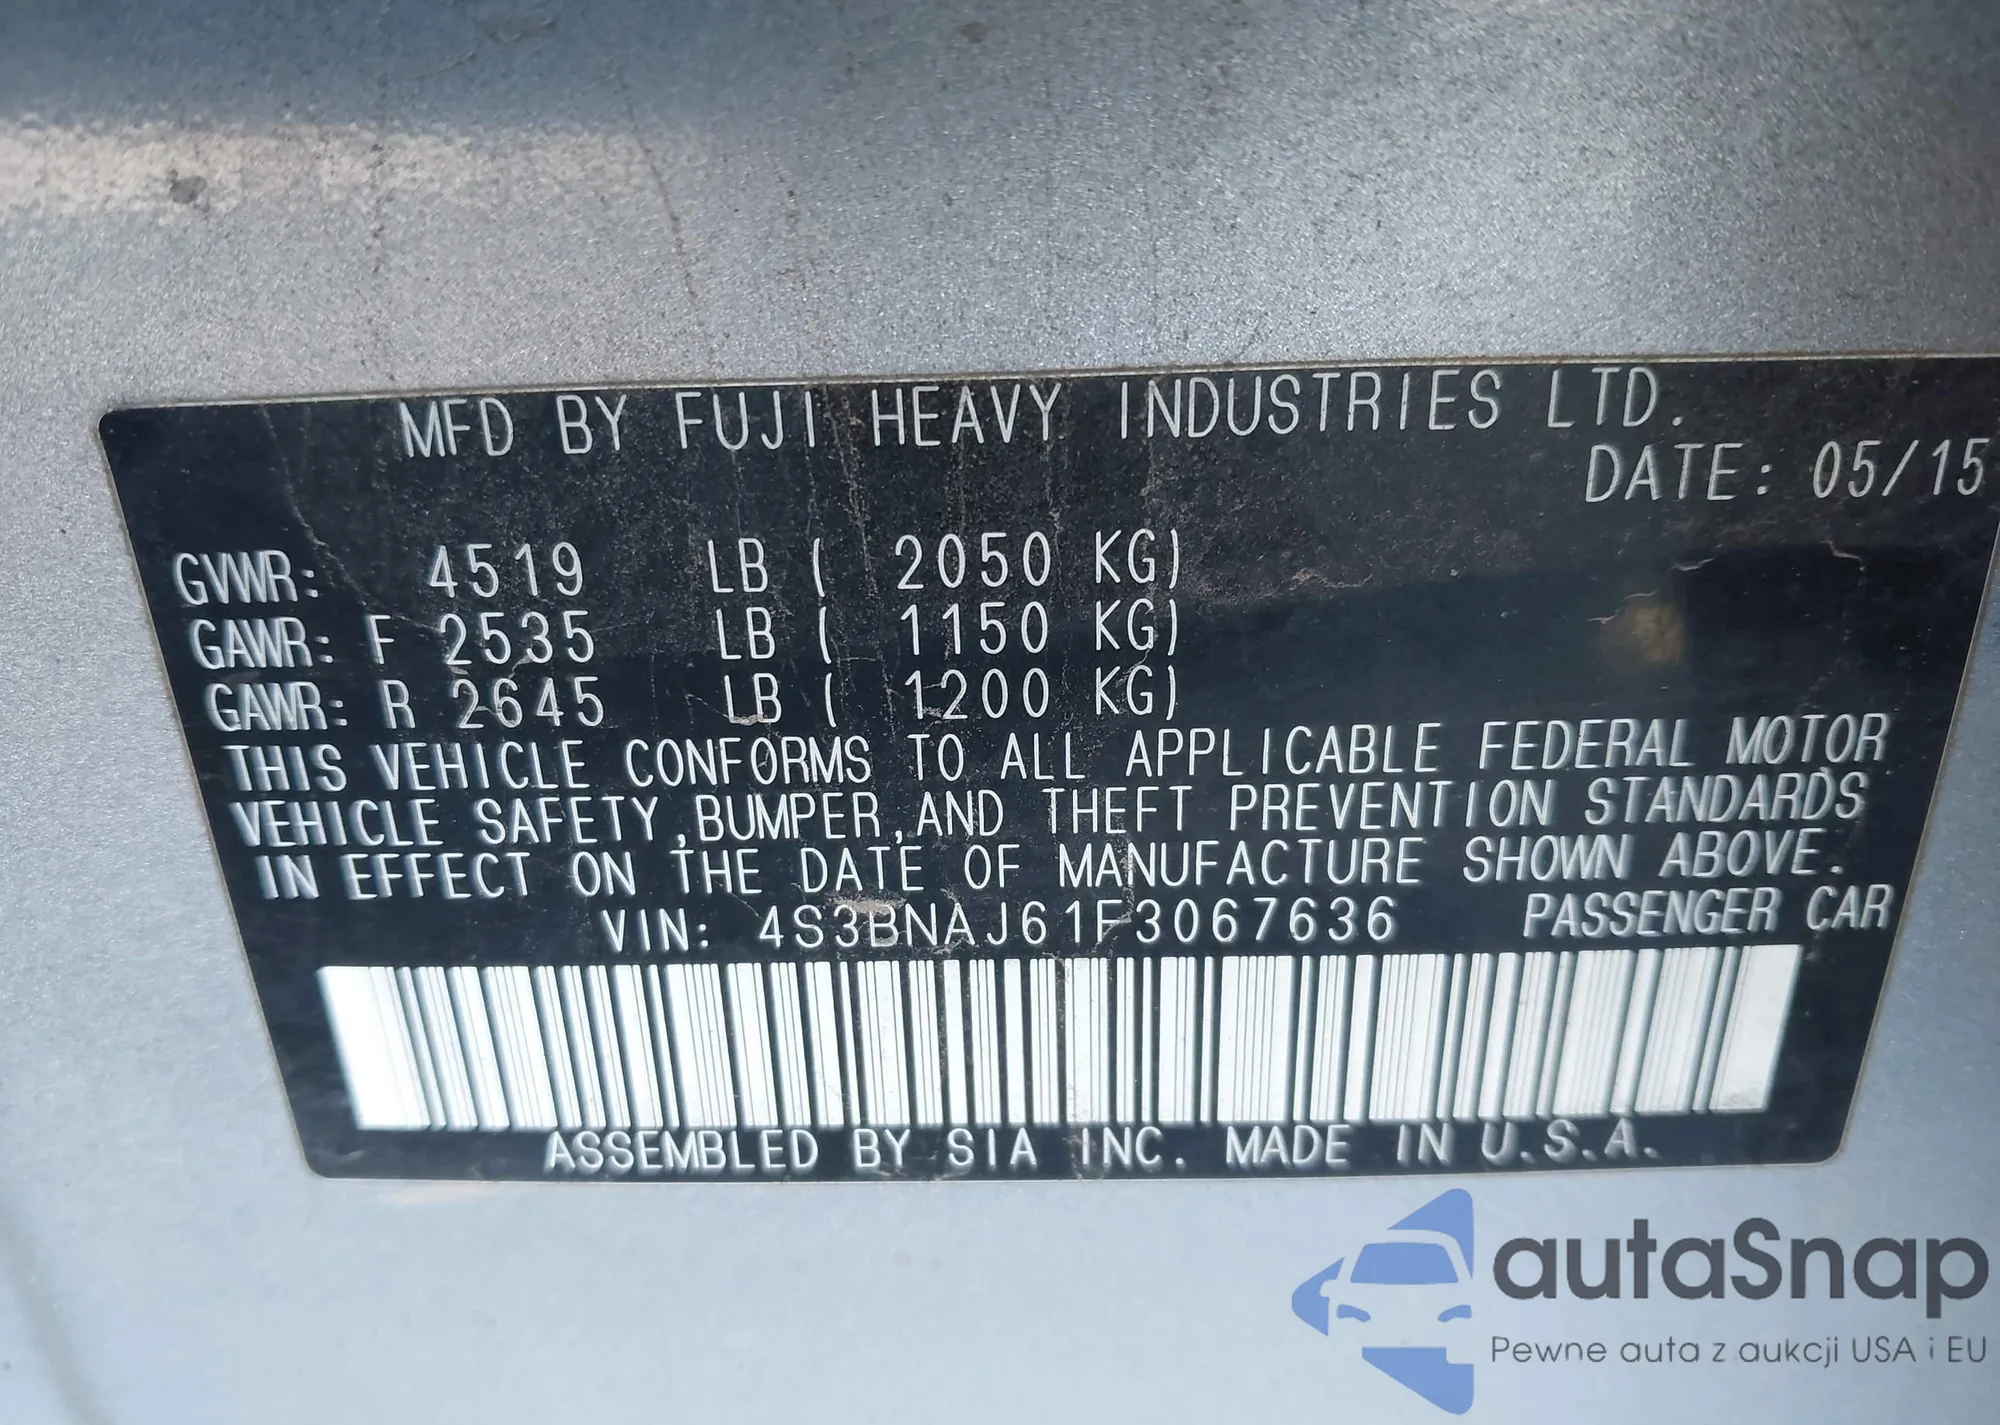 MFD BY FUJI HEAVY INDUSTRIES LTD.
DATE: 05/15
GVWR: 4519 LB ( 2050 KG)
GAWR: F 2535 LB ( 1150 KG)
GAWR: R 2645 LB ( 1200 KG)
THIS VEHICLE CONFORMS TO ALL APPLICABLE FEDERAL MOTOR
VEHICLE SAFETY,BUMPER,AND THEFT PREVENTION STANDARDS
IN EFFECT ON THE DATE OF MANUFACTURE SHOWN ABOVE.
VIN: 4S3BNAJ61F3067636 PASSENGER CAR
ASSEMBLED BY SIA INC. MADE IN U.S.A.
autaSnap
Pewne auta z aukcji USA i EU